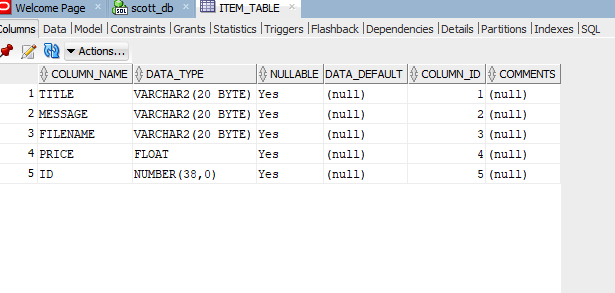 Welcome Page scott_db ITEM_TABLE
Columns Data Model Constraints Grants Statistics Triggers Flashback Dependencies Details Partitions Indexes SQL
Actions...
COLUMN_NAME DATA_TYPE NULLABLE DATA_DEFAULT COLUMN_ID COMMENTS
1 TITLE VARCHAR2(20 BYTE) Yes (null) 1 (null)
2 MESSAGE VARCHAR2(20 BYTE) Yes (null) 2 (null)
3 FILENAME VARCHAR2(20 BYTE) Yes (null) 3 (null)
4 PRICE FLOAT Yes (null) 4 (null)
5 ID NUMBER(38,0) Yes (null) 5 (null)